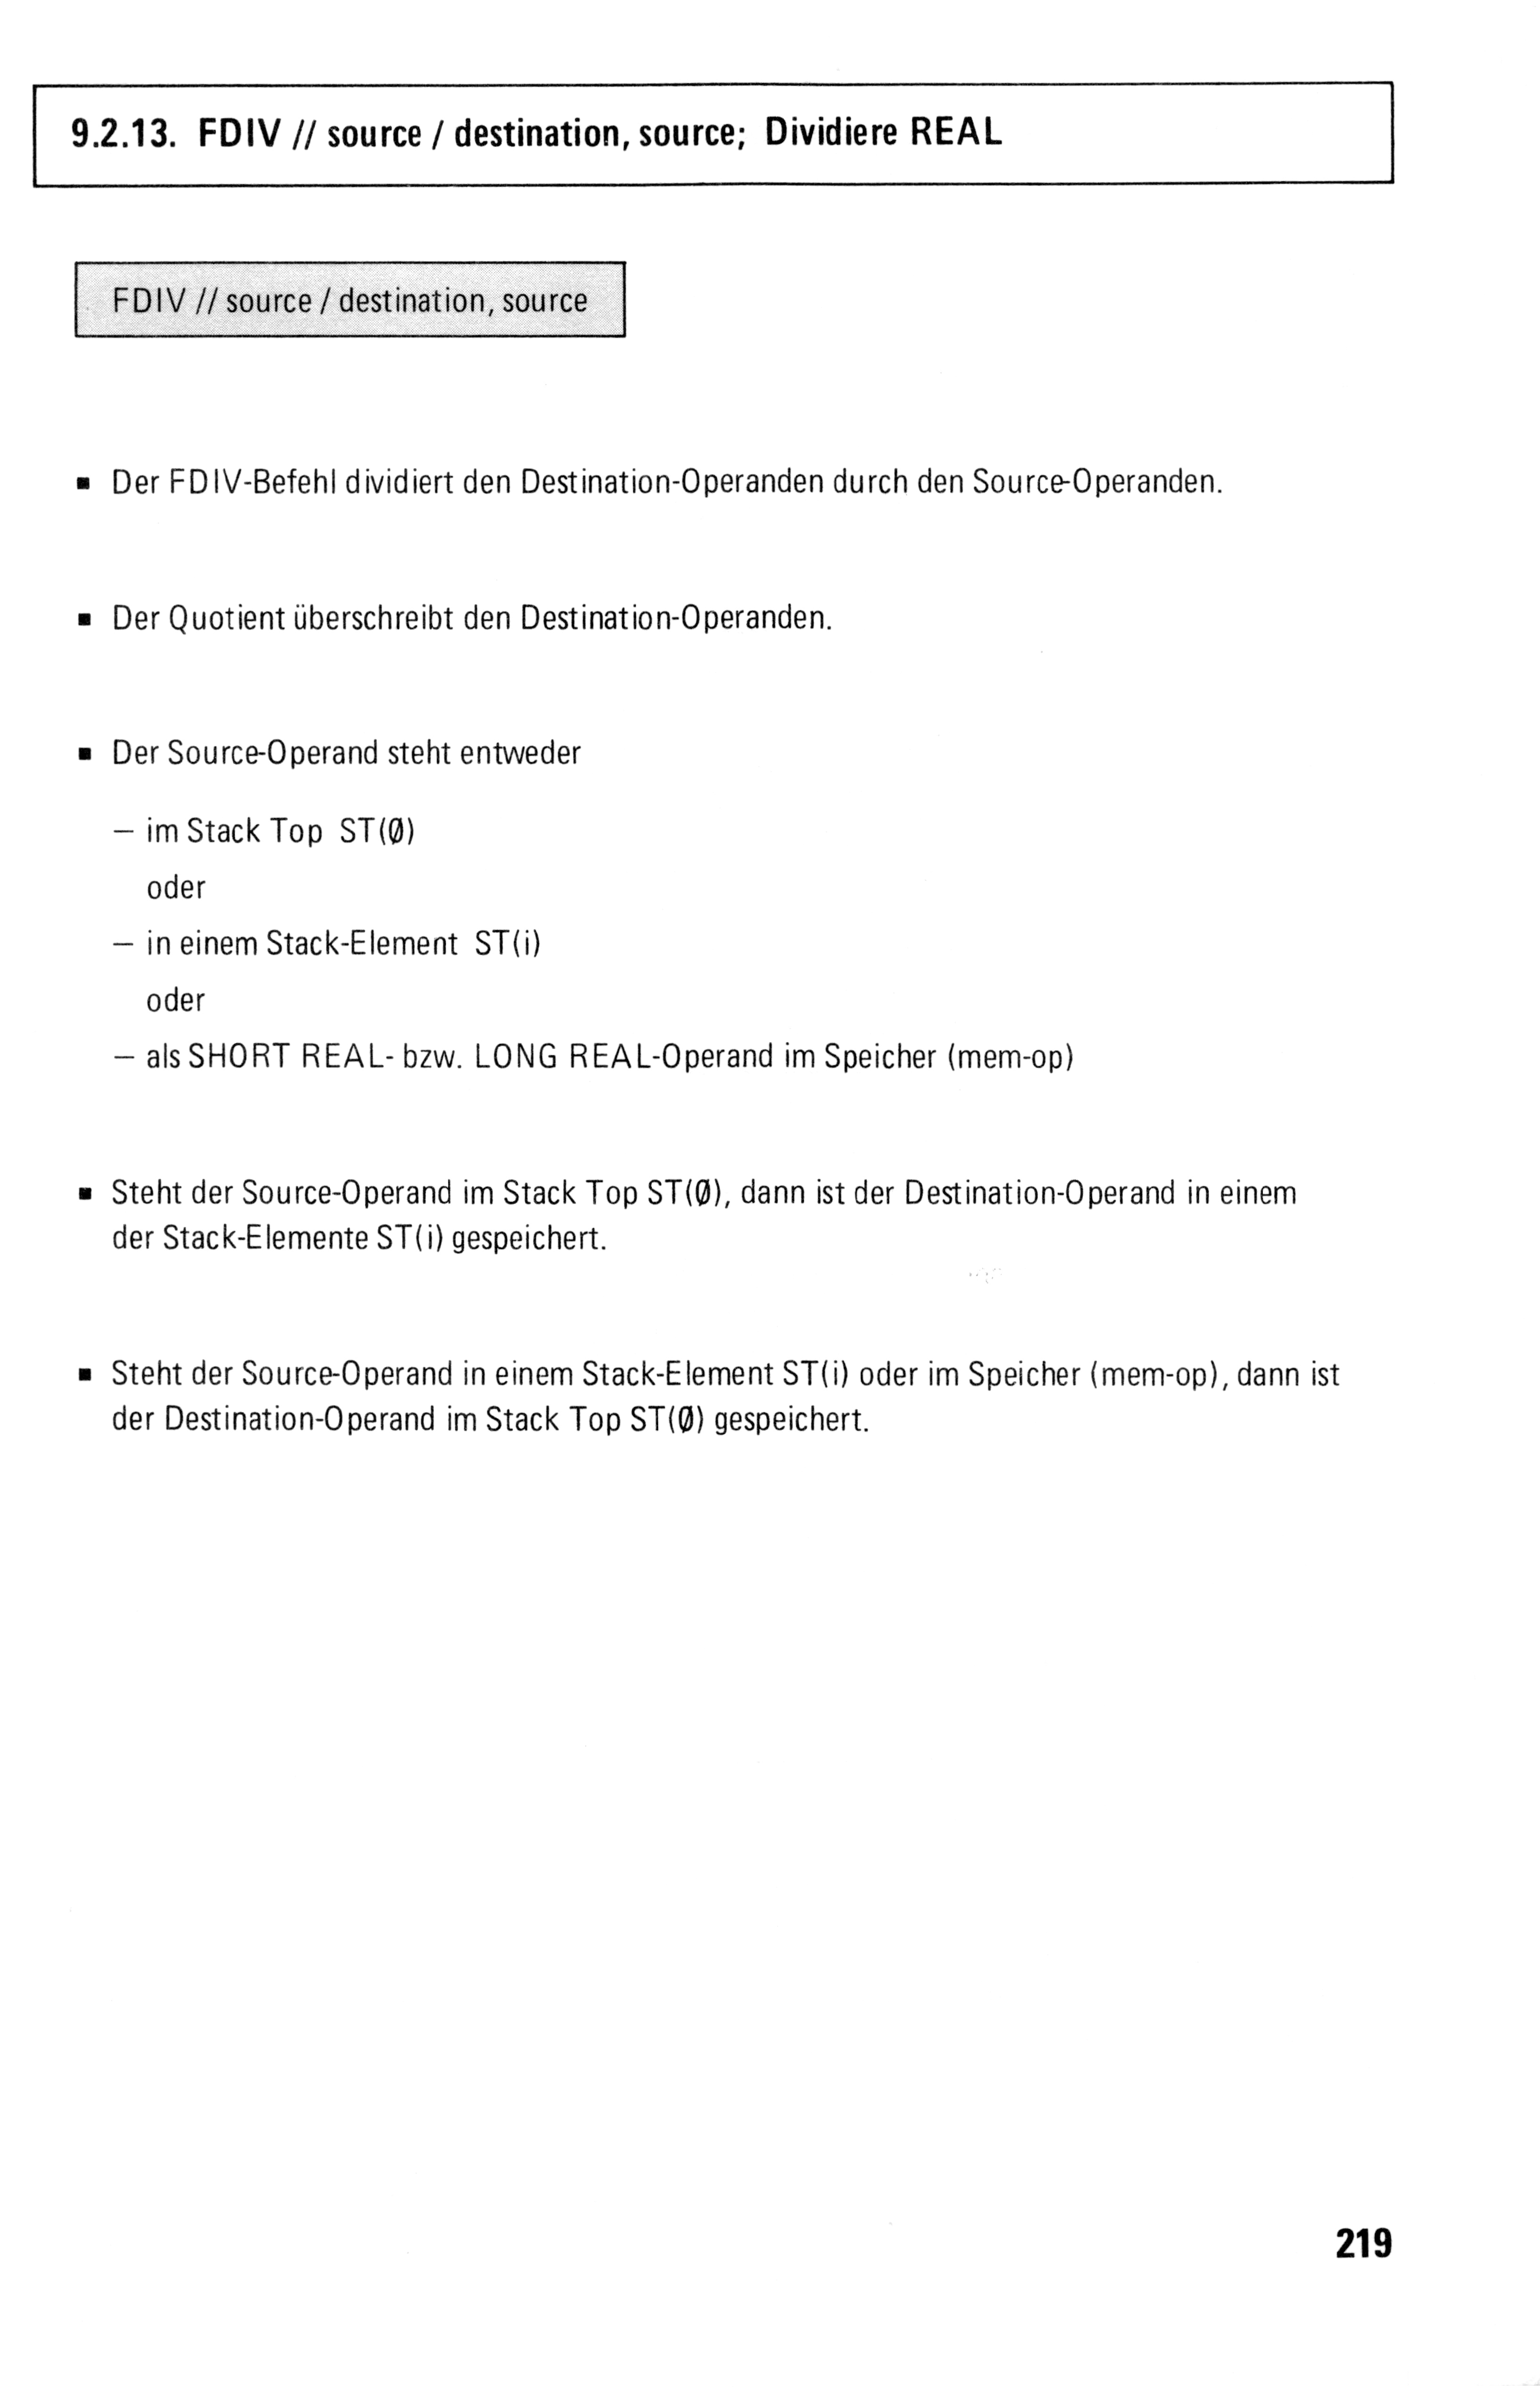 9.2.13. FDIV // source / destination, source; Dividiere REAL
FDIV // source / destination, source
▪ Der FDIV-Befehl dividiert den Destination-Operanden durch den Source-Operanden.
▪ Der Quotient überschreibt den Destination-Operanden.
▪ Der Source-Operand steht entweder
– im Stack Top ST(Ø)
oder
– in einem Stack-Element ST(i)
oder
– als SHORT REAL- bzw. LONG REAL-Operand im Speicher (mem-op)
▪ Steht der Source-Operand im Stack Top ST(Ø), dann ist der Destination-Operand in einem
der Stack-Elemente ST(i) gespeichert.
▪ Steht der Source-Operand in einem Stack-Element ST(i) oder im Speicher (mem-op), dann ist
der Destination-Operand im Stack Top ST(Ø) gespeichert.
219